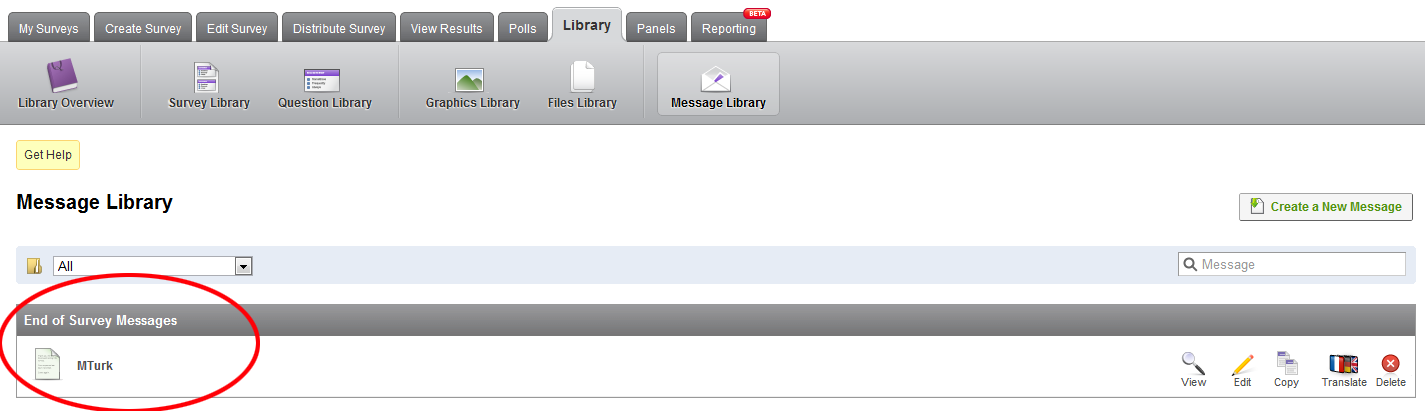 BETA
My Surveys Create Survey Edit Survey Distribute Survey View Results Polls Library Panels Reporting
Library Overview Survey Library Question Library Graphics Library Files Library Message Library
Get Help
Message Library
Create a New Message
All
Message
End of Survey Messages
MTurk
View Edit Copy Translate Delete